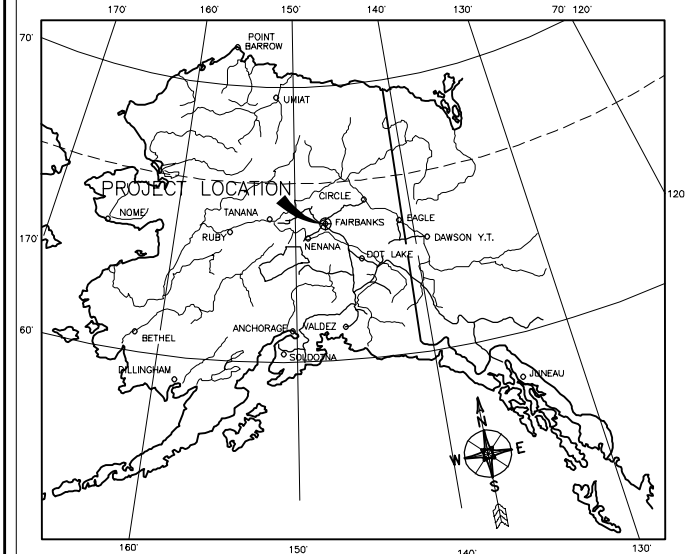 170' 160' 150' 140' 130' 70' 120'
70'
POINT
BARROW
UMIAT
PROJECT LOCATION
120
CIRCLE
NOME
TANANA
FAIRBANKS
EAGLE
RUBY
NENANA
DAWSON Y.T.
170'
DOT LAKE
60'
ANCHORAGE
VALDEZ
BETHEL
SOLDOTNA
DILLINGHAM
JUNEAU
N
W
E
S
160' 150' 140' 130'